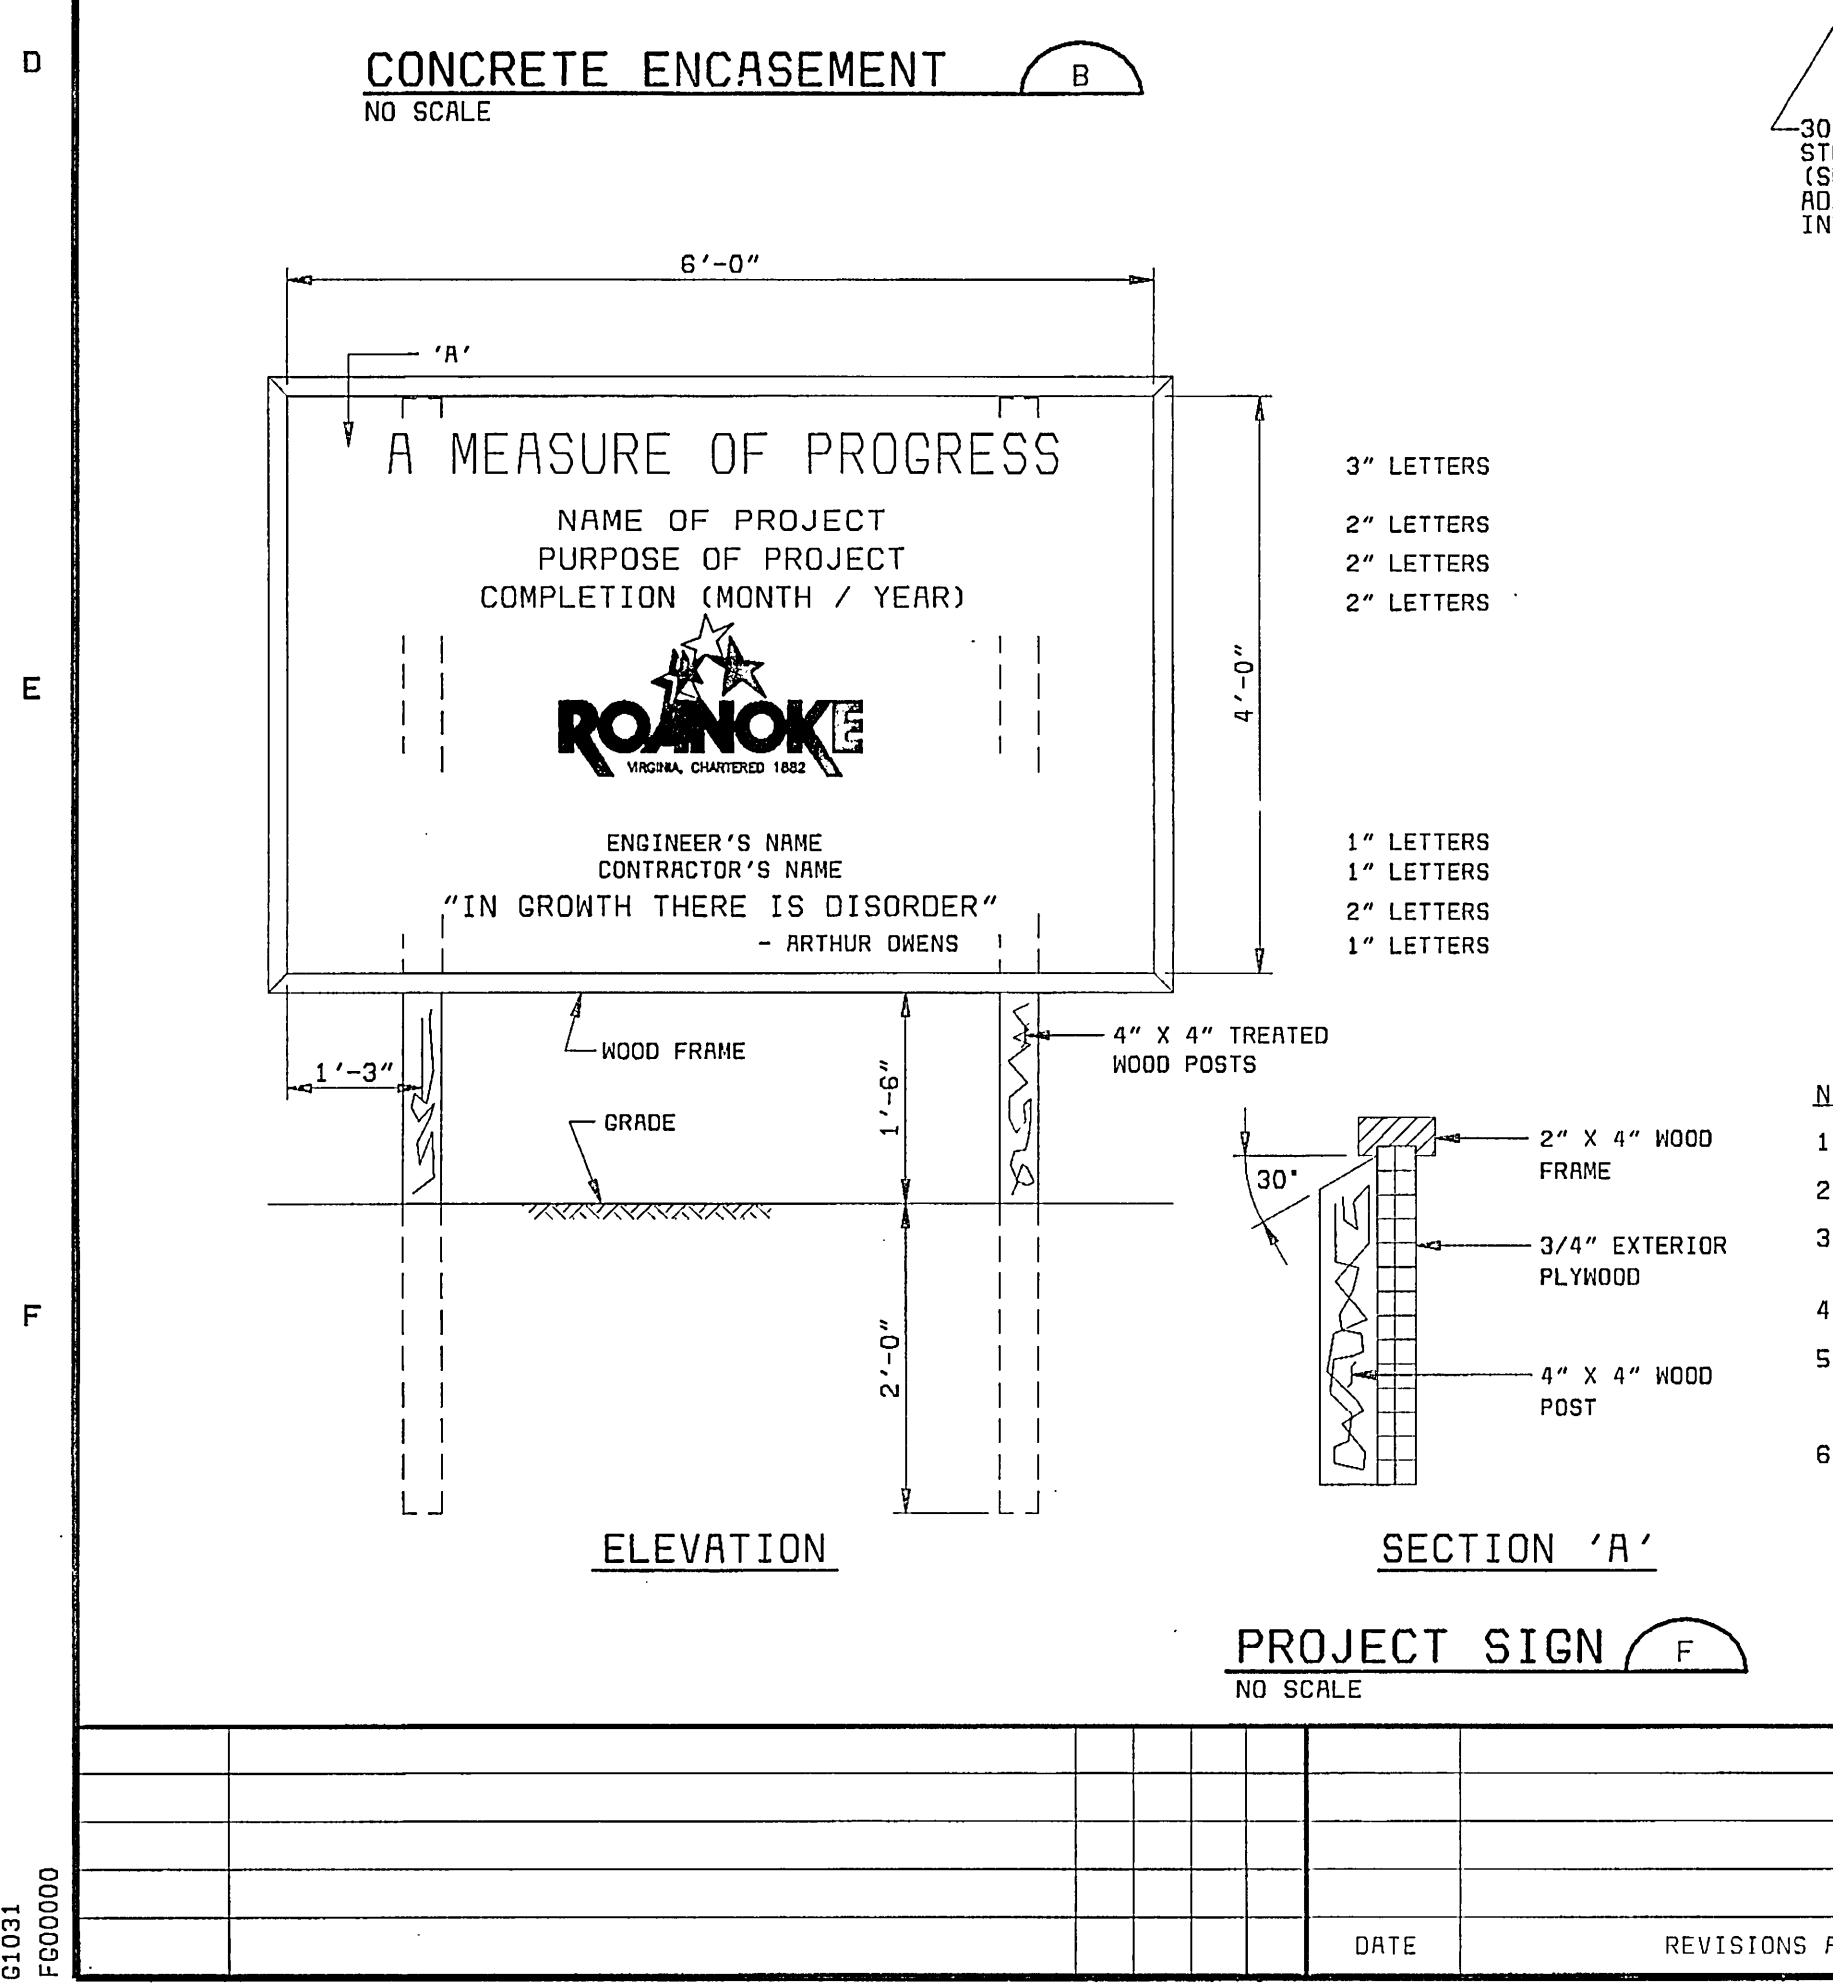 D
CONCRETE ENCASEMENT B
NO SCALE
30
IN
6'-0"
'A'
A MEASURE OF PROGRESS
3" LETTERS
NAME OF PROJECT
2" LETTERS
PURPOSE OF PROJECT
2" LETTERS
COMPLETION (MONTH / YEAR)
2" LETTERS
ROANOKE
VIRGINIA, CHARTERED 1882
4'-0"
E
ENGINEER'S NAME
1" LETTERS
CONTRACTOR'S NAME
1" LETTERS
"IN GROWTH THERE IS DISORDER"
2" LETTERS
- ARTHUR OWENS
1" LETTERS
WOOD FRAME
4" X 4" TREATED
WOOD POSTS
1'-3"
1'-6"
GRADE
2'-0"
F
ELEVATION
30°
2" X 4" WOOD
FRAME
3/4" EXTERIOR
PLYWOOD
4" X 4" WOOD
POST
SECTION 'A'
N
1
2
3
4
5
6
PROJECT SIGN F
NO SCALE
DATE
REVISIONS
G1031
FG00000